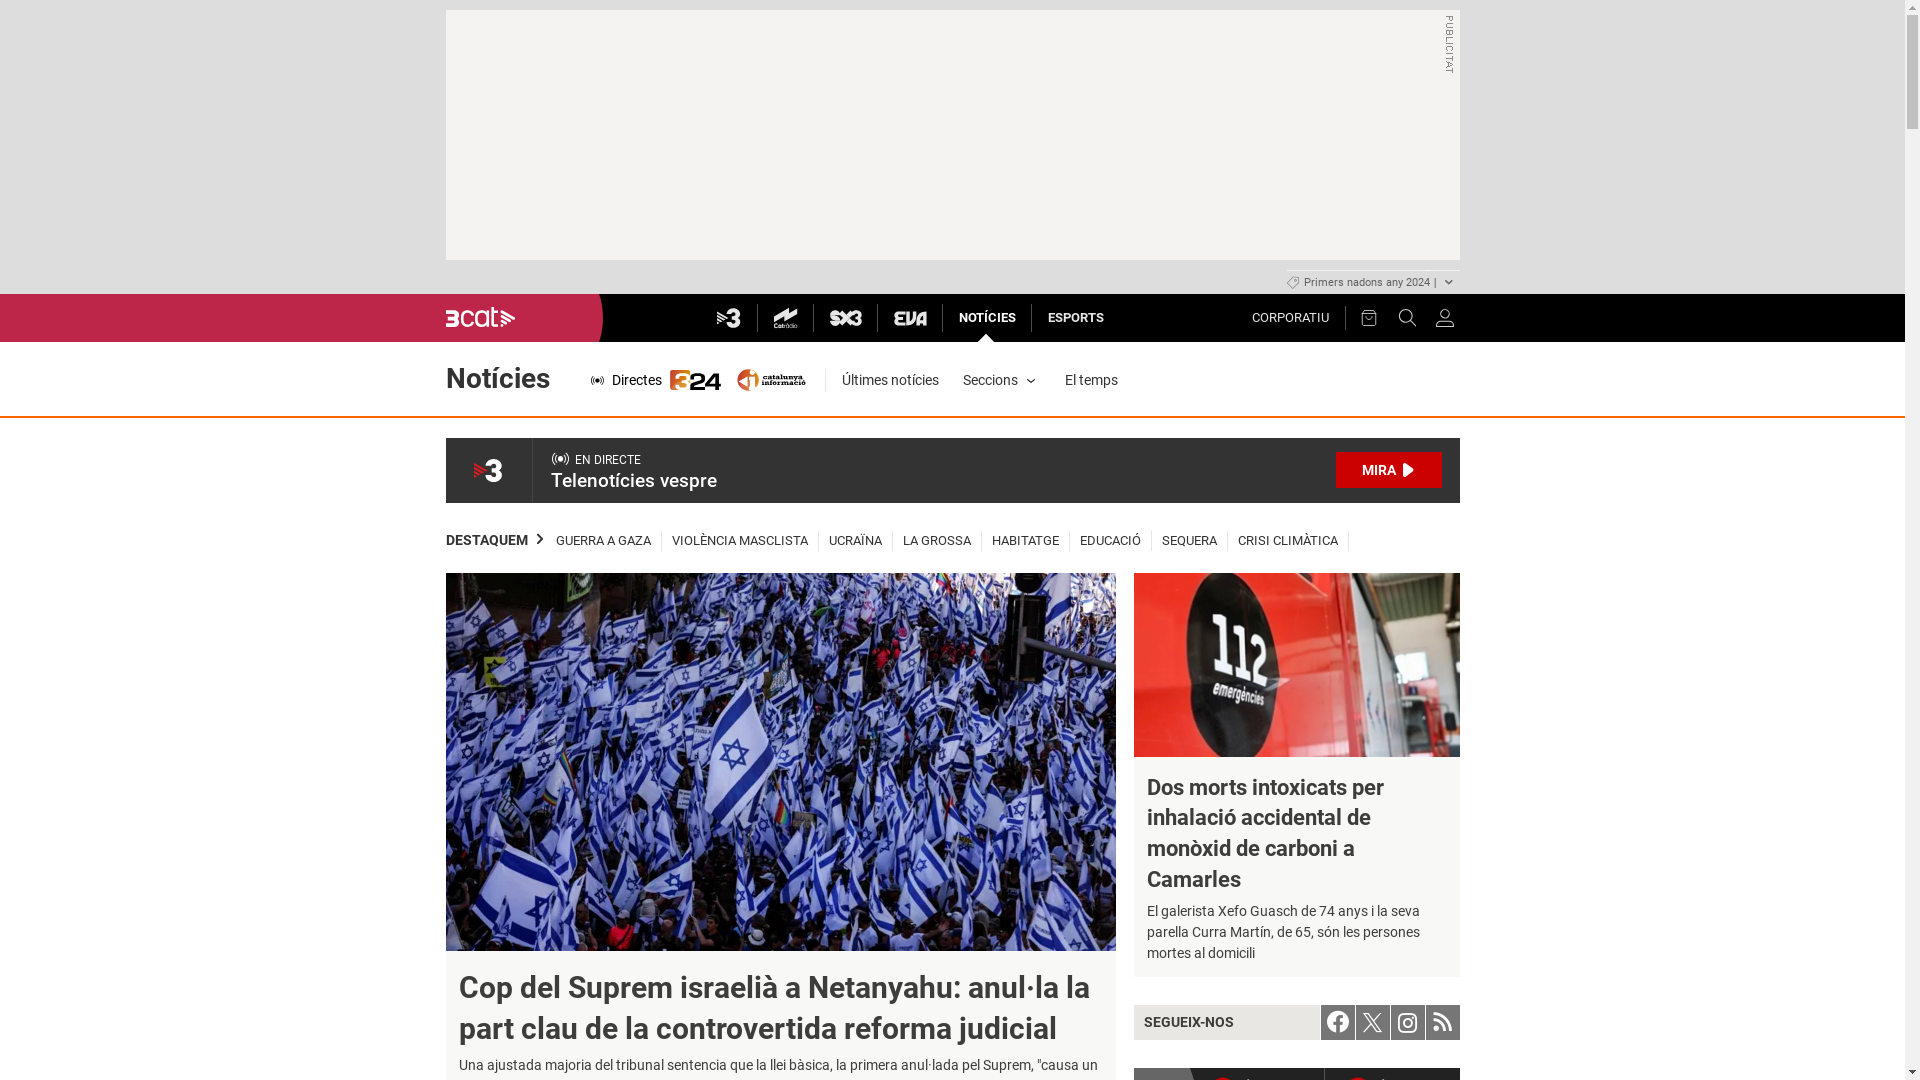 PUBLICITAT
Primers nadons any 2024 |
3cat
3
Catràdio
SX3
EVA
NOTÍCIES
ESPORTS
CORPORATIU
Notícies
Directes
324
catalunya
informació
Últimes notícies
Seccions
El temps
3
EN DIRECTE
Telenotícies vespre
MIRA
DESTAQUEM
GUERRA A GAZA
VIOLÈNCIA MASCLISTA
UCRAÏNA
LA GROSSA
HABITATGE
EDUCACIÓ
SEQUERA
CRISI CLIMÀTICA
112
emergències
Cop del Suprem israelià a Netanyahu: anul·la la
part clau de la controvertida reforma judicial
Una ajustada majoria del tribunal sentencia que la llei bàsica, la primera anul·lada pel Suprem, "causa un
Dos morts intoxicats per
inhalació accidental de
monòxid de carboni a
Camarles
El galerista Xefo Guasch de 74 anys i la seva
parella Curra Martín, de 65, són les persones
mortes al domicili
SEGUEIX-NOS